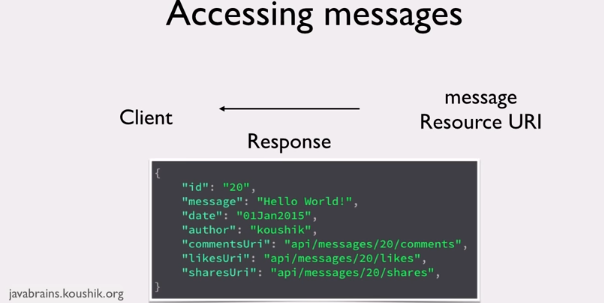 Accessing messages
Client
message
Resource URI
Response
{
"id": "20",
"message": "Hello World!",
"date": "01Jan2015",
"author": "koushik",
"commentsUri": "api/messages/20/comments",
"likesUri": "api/messages/20/likes",
"sharesUri": "api/messages/20/shares",
}
javabrains.koushik.org